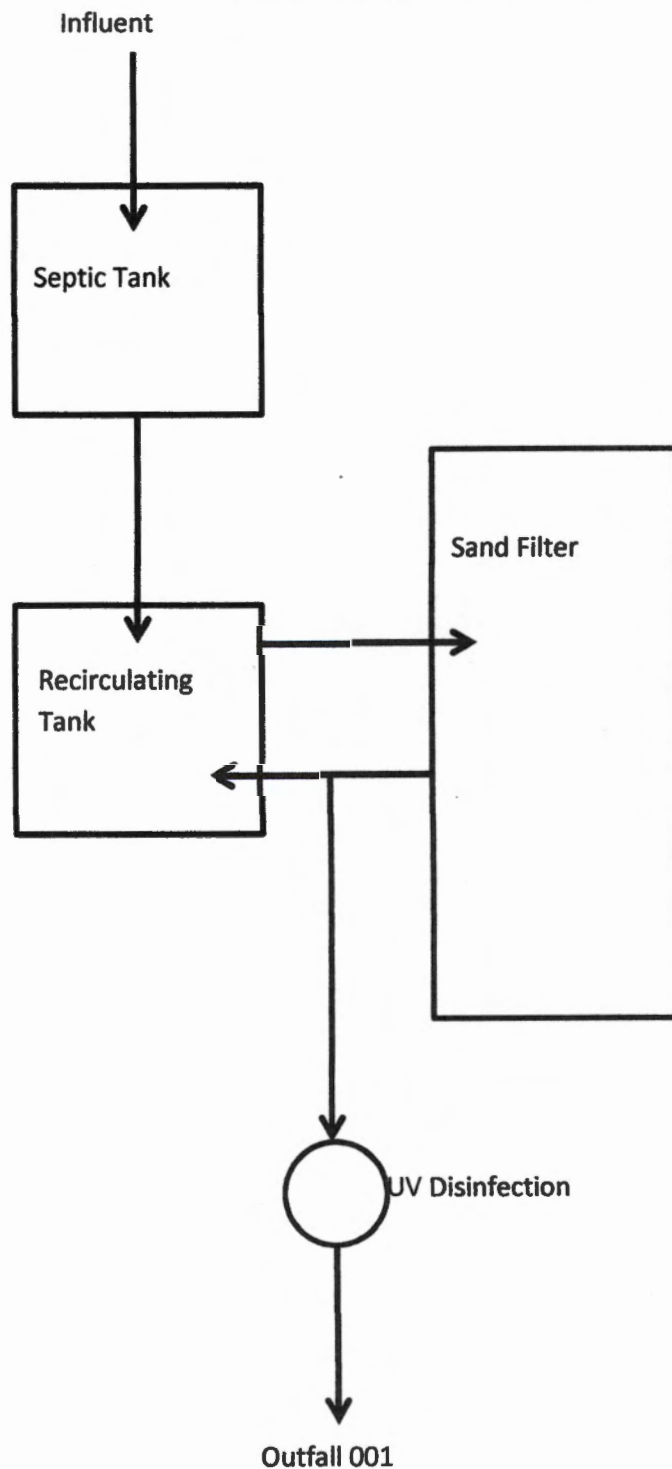 Influent
Septic Tank
Sand Filter
Recirculating
Tank
UV Disinfection
Outfall 001